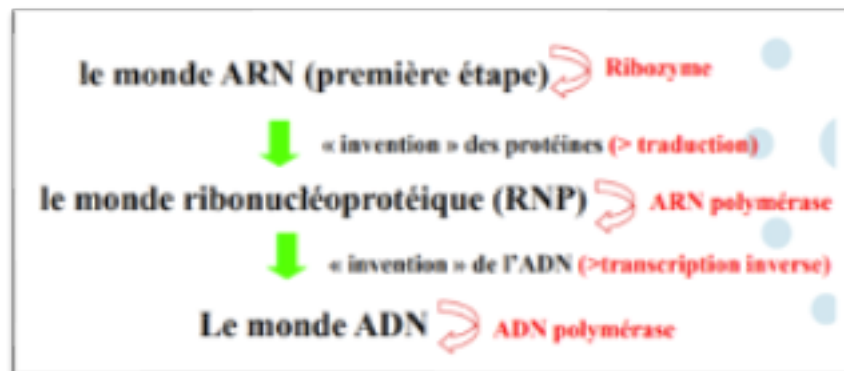 le monde ARN (première étape) Ribozyme
« invention » des protéines (> traduction)
le monde ribonucléoprotéique (RNP) ARN polymérase
« invention » de l'ADN (>transcription inverse)
Le monde ADN ADN polymérase